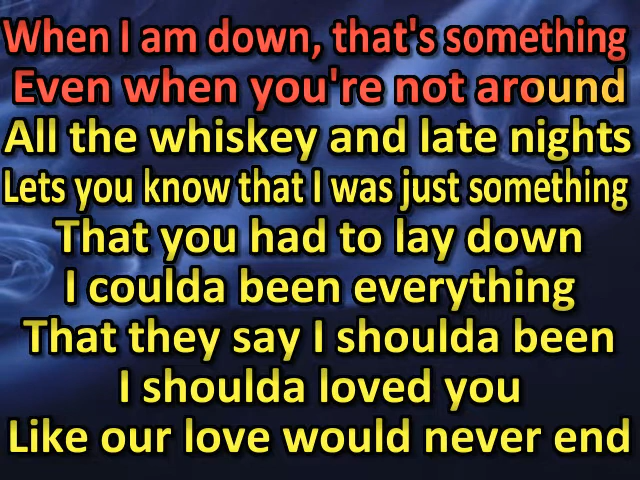 When I am down, that's something
Even when you're not around
All the whiskey and late nights
Lets you know that I was just something
That you had to lay down
I coulda been everything
That they say I shoulda been
I shoulda loved you
Like our love would never end